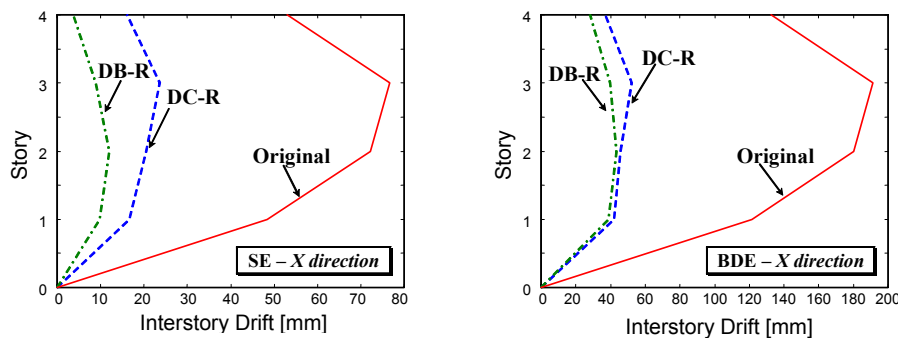 4
3
2
1
0
Story
DB-R
DC-R
Original
SE – X direction
0 10 20 30 40 50 60 70 80
Interstory Drift [mm]
4
3
2
1
0
Story
DB-R
DC-R
Original
BDE – X direction
0 20 40 60 80 100 120 140 160 180 200
Interstory Drift [mm]